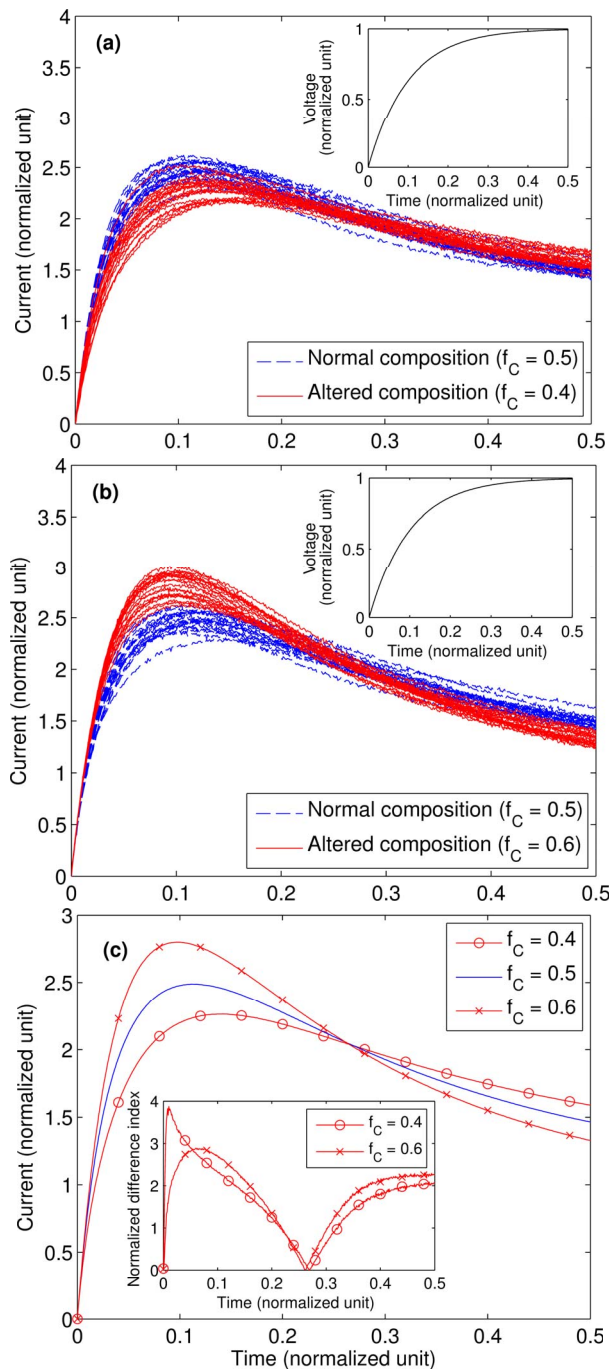 (a)
4
3.5
3
2.5
2
1.5
1
0.5
0
0 0.1 0.2 0.3 0.4 0.5
Current (normalized unit)
Voltage
(normalized unit)
1
0.5
0
0 0.1 0.2 0.3 0.4 0.5
Time (normalized unit)
Normal composition (f_C = 0.5)
Altered composition (f_C = 0.4)
(b)
4
3.5
3
2.5
2
1.5
1
0.5
0
0 0.1 0.2 0.3 0.4 0.5
Current (normalized unit)
Voltage
(normalized unit)
1
0.5
0
0 0.1 0.2 0.3 0.4 0.5
Time (normalized unit)
Normal composition (f_C = 0.5)
Altered composition (f_C = 0.6)
(c)
3
2.5
2
1.5
1
0.5
0
0 0.1 0.2 0.3 0.4 0.5
Current (normalized unit)
Time (normalized unit)
f_C = 0.4
f_C = 0.5
f_C = 0.6
Normalized difference index
4
3
2
1
0
0 0.1 0.2 0.3 0.4 0.5
Time (normalized unit)
f_C = 0.4
f_C = 0.6